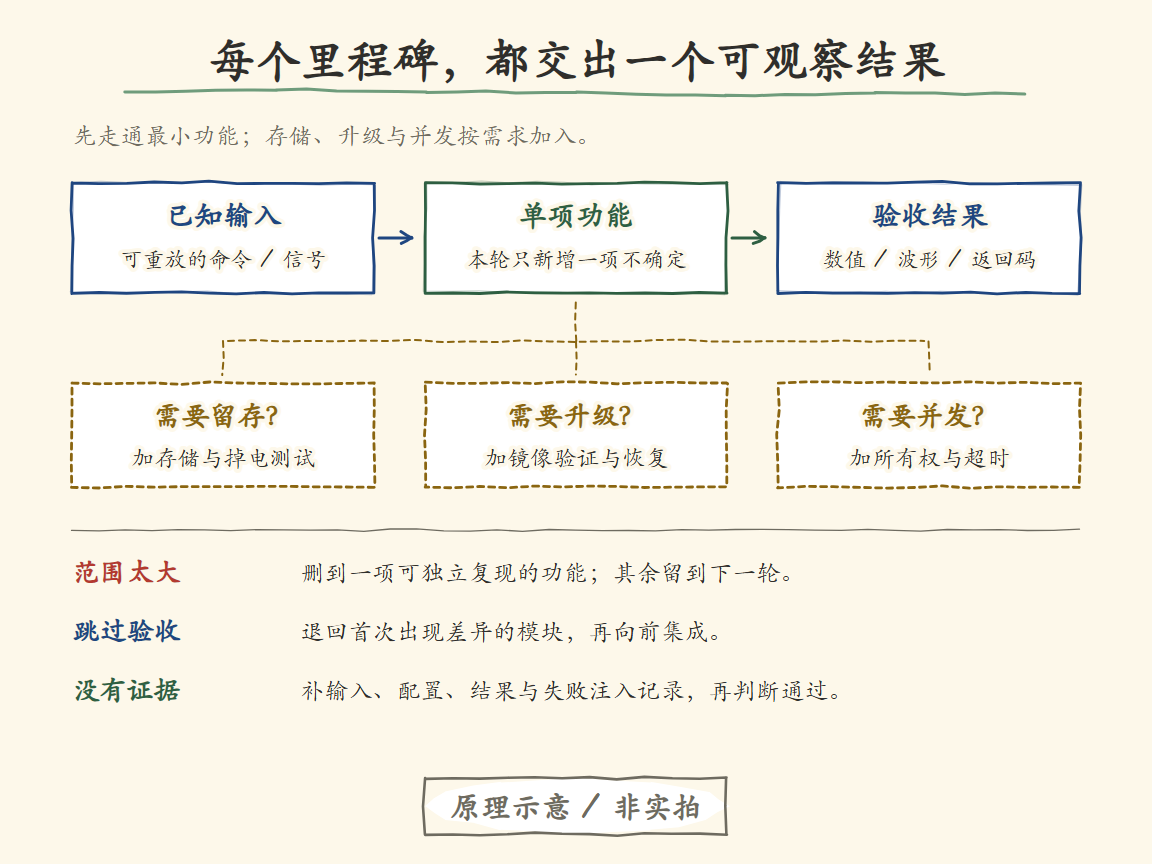 每个里程碑，都交出一个可观察结果
先走通最小功能；存储、升级与并发按需求加入。
已知输入
可重放的命令 / 信号
单项功能
本轮只新增一项不确定
验收结果
数值 / 波形 / 返回码
需要留存？
加存储与掉电测试
需要升级？
加镜像验证与恢复
需要并发？
加所有权与超时
范围太大
删到一项可独立复现的功能；其余留到下一轮。
跳过验收
退回首次出现差异的模块，再向前集成。
没有证据
补输入、配置、结果与失败注入记录，再判断通过。
原理示意 / 非实拍